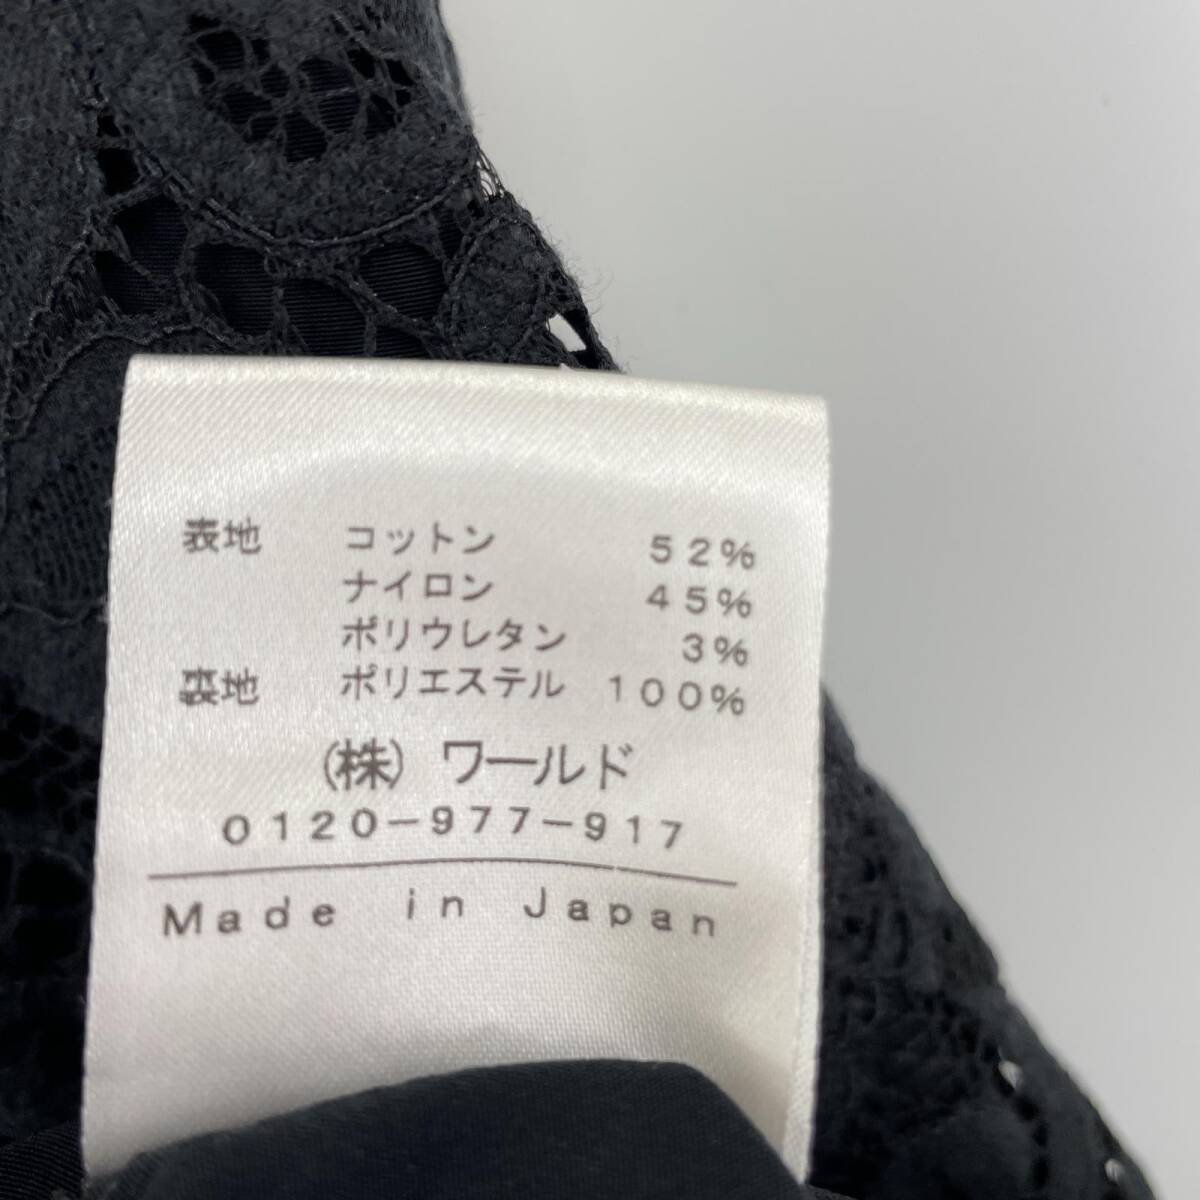 表地 コットン 52%
ナイロン 45%
ポリウレタン 3%
裏地 ポリエステル 100%
(株) ワールド
0120-977-917
Made in Japan